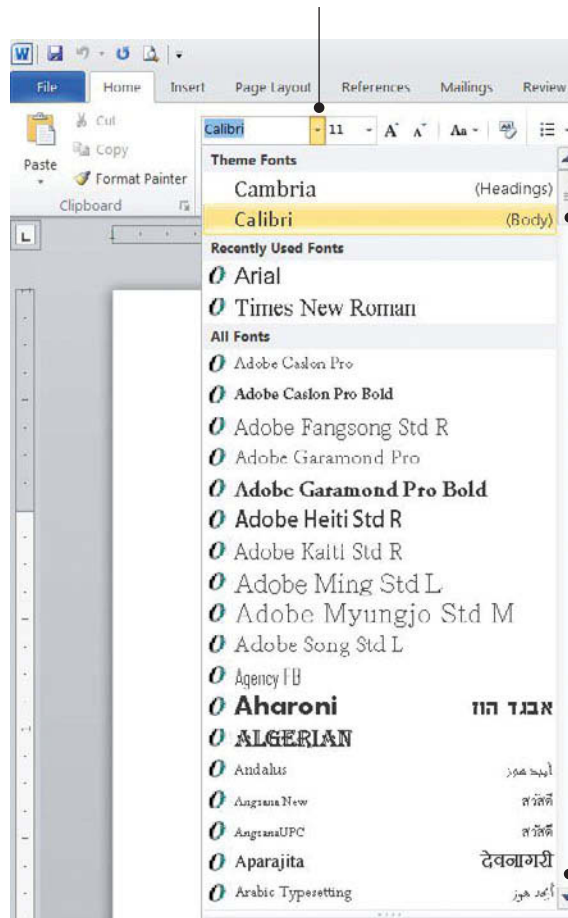 W
File Home Insert Page Layout References Mailings Review
Cut
Copy
Paste
Format Painter
Clipboard
Calibri 11 A A Aa
L
Theme Fonts
Cambria (Headings)
Calibri (Body)
Recently Used Fonts
Arial
Times New Roman
All Fonts
Adobe Caslon Pro
Adobe Caslon Pro Bold
Adobe Fangsong Std R
Adobe Garamond Pro
Adobe Garamond Pro Bold
Adobe Heiti Std R
Adobe Kaiti Std R
Adobe Ming Std L
Adobe Myungjo Std M
Adobe Song Std L
Agency FB
Aharoni אבגד הוז
ALGERIAN
Andalus أبجد هوز
Angsana New สวัสดี
AngsanaUPC สวัสดี
Aparajita देवनागरी
Arabic Typesetting أبجد هوز